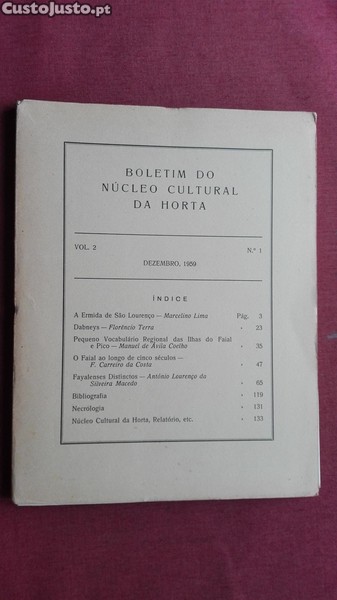 CustoJusto.pt
BOLETIM DO
NÚCLEO CULTURAL
DA HORTA
VOL. 2 N.º 1
DEZEMBRO, 1959
ÍNDICE
A Ermida de São Lourenço — Marcelino Lima Pág. 3
Dabneys — Florêncio Terra » 23
Pequeno Vocabulário Regional das Ilhas do Faial
e Pico — Manuel de Ávila Coelho » 35
O Faial ao longo de cinco séculos —
F. Carreiro da Costa » 47
Fayalenses Distinctos — António Lourenço da
Silveira Macedo » 65
Bibliografia » 119
Necrologia » 131
Núcleo Cultural da Horta, Relatório, etc. » 133